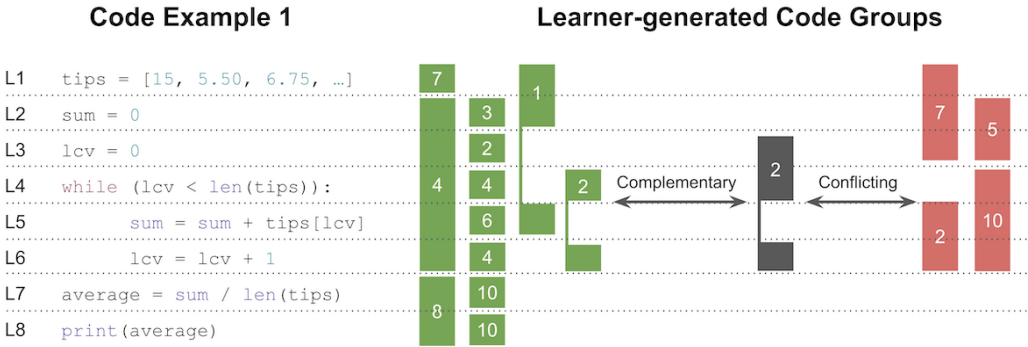 Code Example 1 Learner-generated Code Groups
L1 tips = [15, 5.50, 6.75, …] 7 1 7
L2 sum = 0 3 5
L3 lcv = 0 2 2
L4 while (lcv < len(tips)): 4 4 2 Complementary Conflicting
L5 sum = sum + tips[lcv] 6 2 10
L6 lcv = lcv + 1 4
L7 average = sum / len(tips) 8 10
L8 print(average) 10